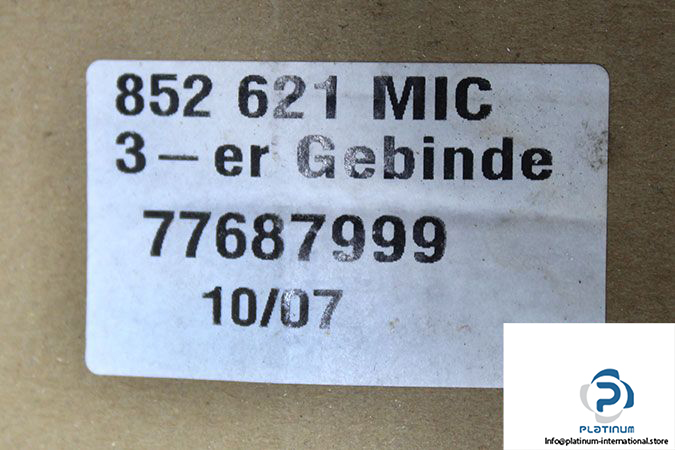 852 621 MIC
3-er Gebinde
77687999
10/07
PLATINUM
Info@platinum-international.store